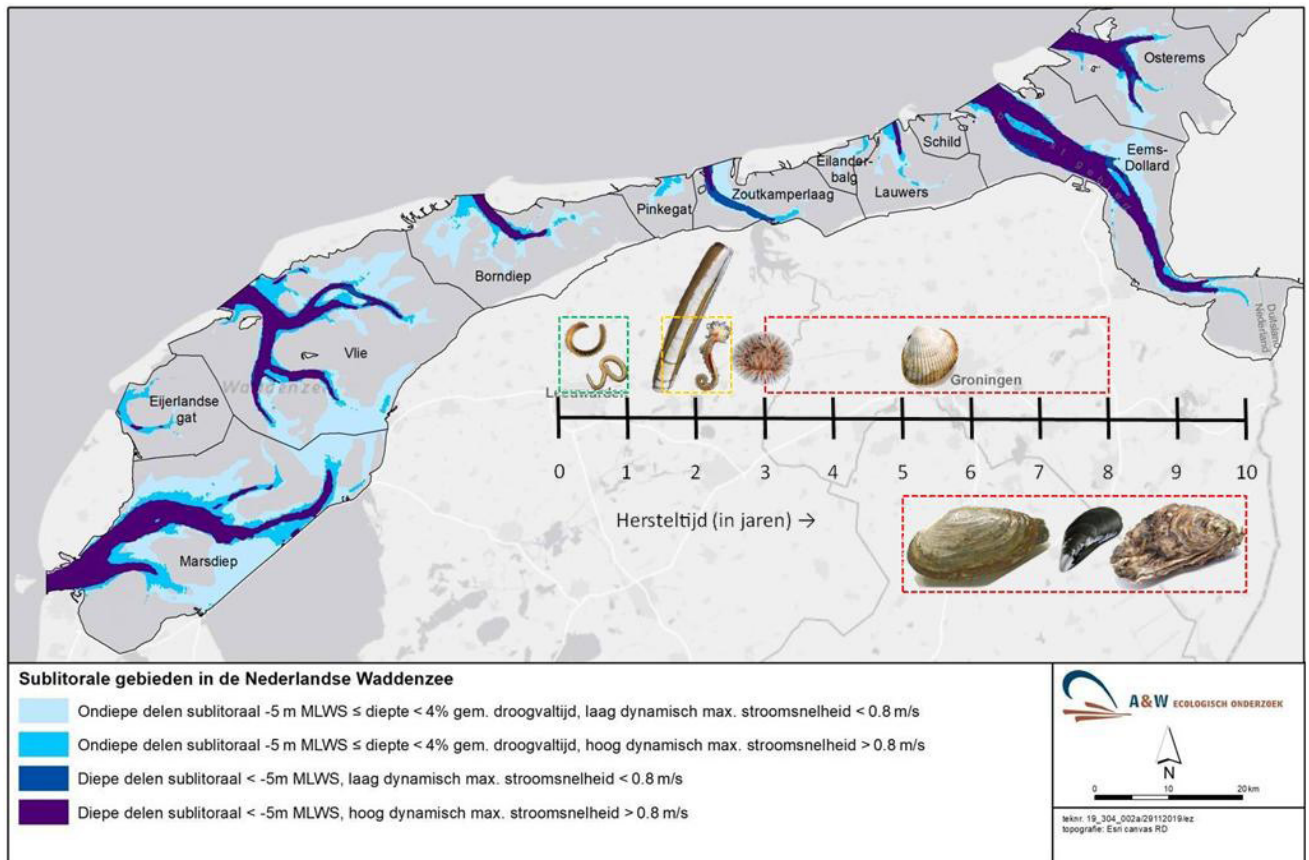 Osterems
Eems-
Dollard
Schild
Eilander-
balg
Lauwers
Zoutkamperlaag
Pinkegat
Borndiep
Duitsland
Nederland
Vlie
Waddenzee
Eijerlandse
gat
Marsdiep
Leeuwarden
Groningen
0 1 2 3 4 5 6 7 8 9 10
Hersteltijd (in jaren) →
Sublitorale gebieden in de Nederlandse Waddenzee
Ondiepe delen sublitoraal -5 m MLWS ≤ diepte < 4% gem. droogvaltijd, laag dynamisch max. stroomsnelheid < 0.8 m/s
Ondiepe delen sublitoraal -5 m MLWS ≤ diepte < 4% gem. droogvaltijd, hoog dynamisch max. stroomsnelheid > 0.8 m/s
Diepe delen sublitoraal < -5m MLWS, laag dynamisch max. stroomsnelheid < 0.8 m/s
Diepe delen sublitoraal < -5m MLWS, hoog dynamisch max. stroomsnelheid > 0.8 m/s
A&W ECOLOGISCH ONDERZOEK
N
0 10 20 km
teknr. 19_304_002a/29112019/ez
topografie: Esri canvas RD